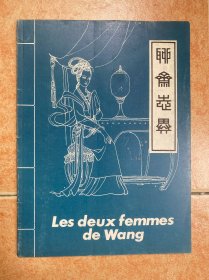 聊齋志異
Les deux femmes
de Wang